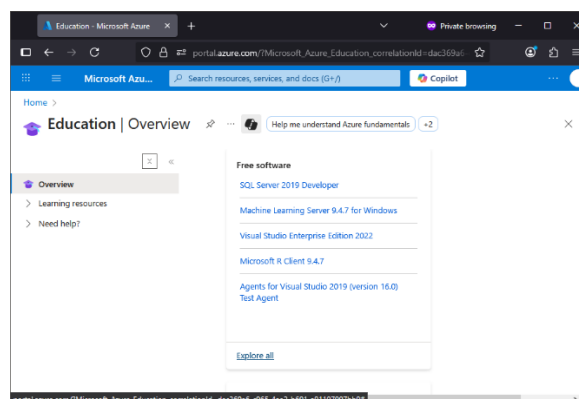 Education - Microsoft Azure
Private browsing
portal.azure.com/?Microsoft_Azure_Education_correlationId=dac369a6-
Microsoft Azu...
Search resources, services, and docs (G+/)
Copilot
Home >
Education | Overview
Help me understand Azure fundamentals
+2
Overview
Learning resources
Need help?
Free software
SQL Server 2019 Developer
Machine Learning Server 9.4.7 for Windows
Visual Studio Enterprise Edition 2022
Microsoft R Client 9.4.7
Agents for Visual Studio 2019 (version 16.0)
Test Agent
Explore all